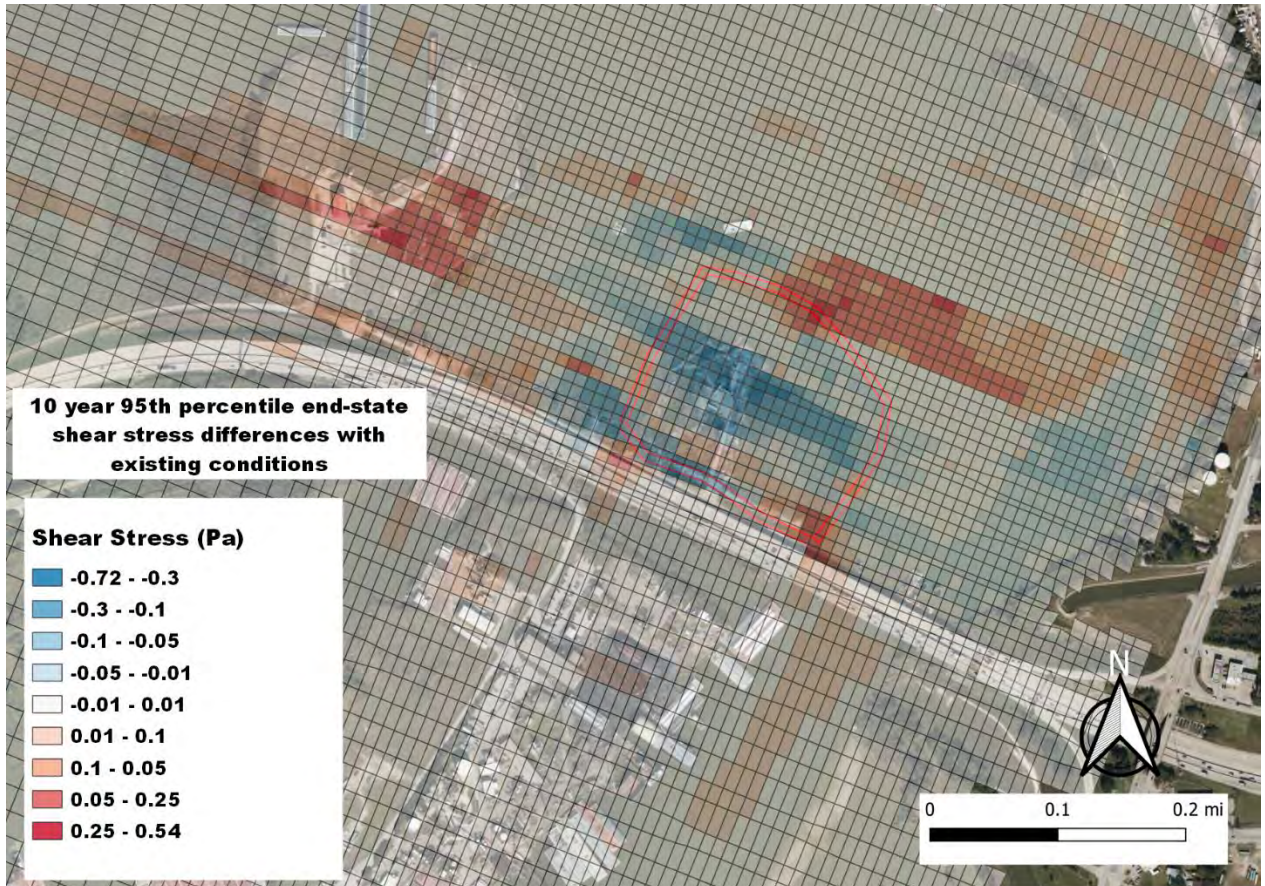 10 year 95th percentile end-state
shear stress differences with
existing conditions
Shear Stress (Pa)
-0.72 - -0.3
-0.3 - -0.1
-0.1 - -0.05
-0.05 - -0.01
-0.01 - 0.01
0.01 - 0.1
0.1 - 0.05
0.05 - 0.25
0.25 - 0.54
N
0 0.1 0.2 mi